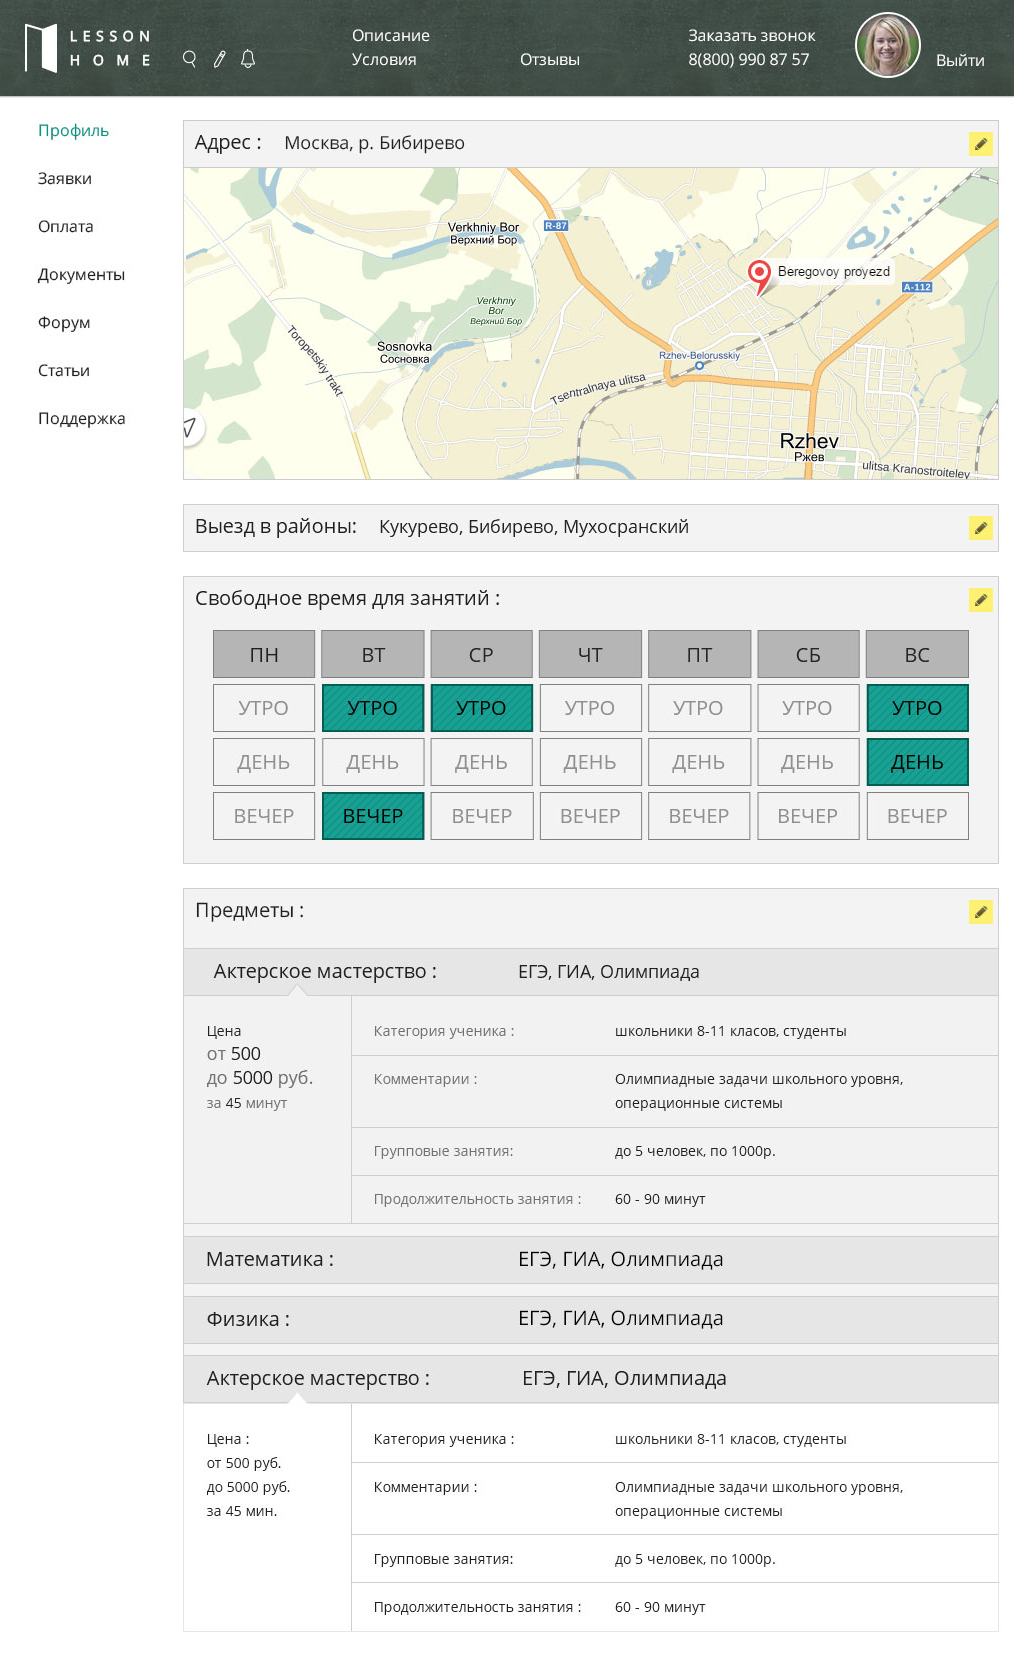 LESSON
HOME
Описание
Условия
Отзывы
Заказать звонок
8(800) 990 87 57
Выйти
Профиль
Заявки
Оплата
Документы
Форум
Статьи
Поддержка
Адрес : Москва, р. Бибирево
Verkhniy Bor
Верхний Бор
R-87
Beregovoy proyezd
A-112
Verkhniy
Bor
Верхний Бор
Toropetskiy trakt
Sosnovka
Сосновка
Rzhev-Belorusskiy
Tsentralnaya ulitsa
Rzhev
Ржев
ulitsa Kranostroiteley
Выезд в районы: Кукурево, Бибирево, Мухосранский
Свободное время для занятий :
ПН ВТ СР ЧТ ПТ СБ ВС
УТРО УТРО УТРО УТРО УТРО УТРО УТРО
ДЕНЬ ДЕНЬ ДЕНЬ ДЕНЬ ДЕНЬ ДЕНЬ ДЕНЬ
ВЕЧЕР ВЕЧЕР ВЕЧЕР ВЕЧЕР ВЕЧЕР ВЕЧЕР ВЕЧЕР
Предметы :
Актерское мастерство : ЕГЭ, ГИА, Олимпиада
Цена
от 500
до 5000 руб.
за 45 минут
Категория ученика : школьники 8-11 класов, студенты
Комментарии : Олимпиадные задачи школьного уровня,
операционные системы
Групповые занятия: до 5 человек, по 1000р.
Продолжительность занятия : 60 - 90 минут
Математика : ЕГЭ, ГИА, Олимпиада
Физика : ЕГЭ, ГИА, Олимпиада
Актерское мастерство : ЕГЭ, ГИА, Олимпиада
Цена :
от 500 руб.
до 5000 руб.
за 45 мин.
Категория ученика : школьники 8-11 класов, студенты
Комментарии : Олимпиадные задачи школьного уровня,
операционные системы
Групповые занятия: до 5 человек, по 1000р.
Продолжительность занятия : 60 - 90 минут